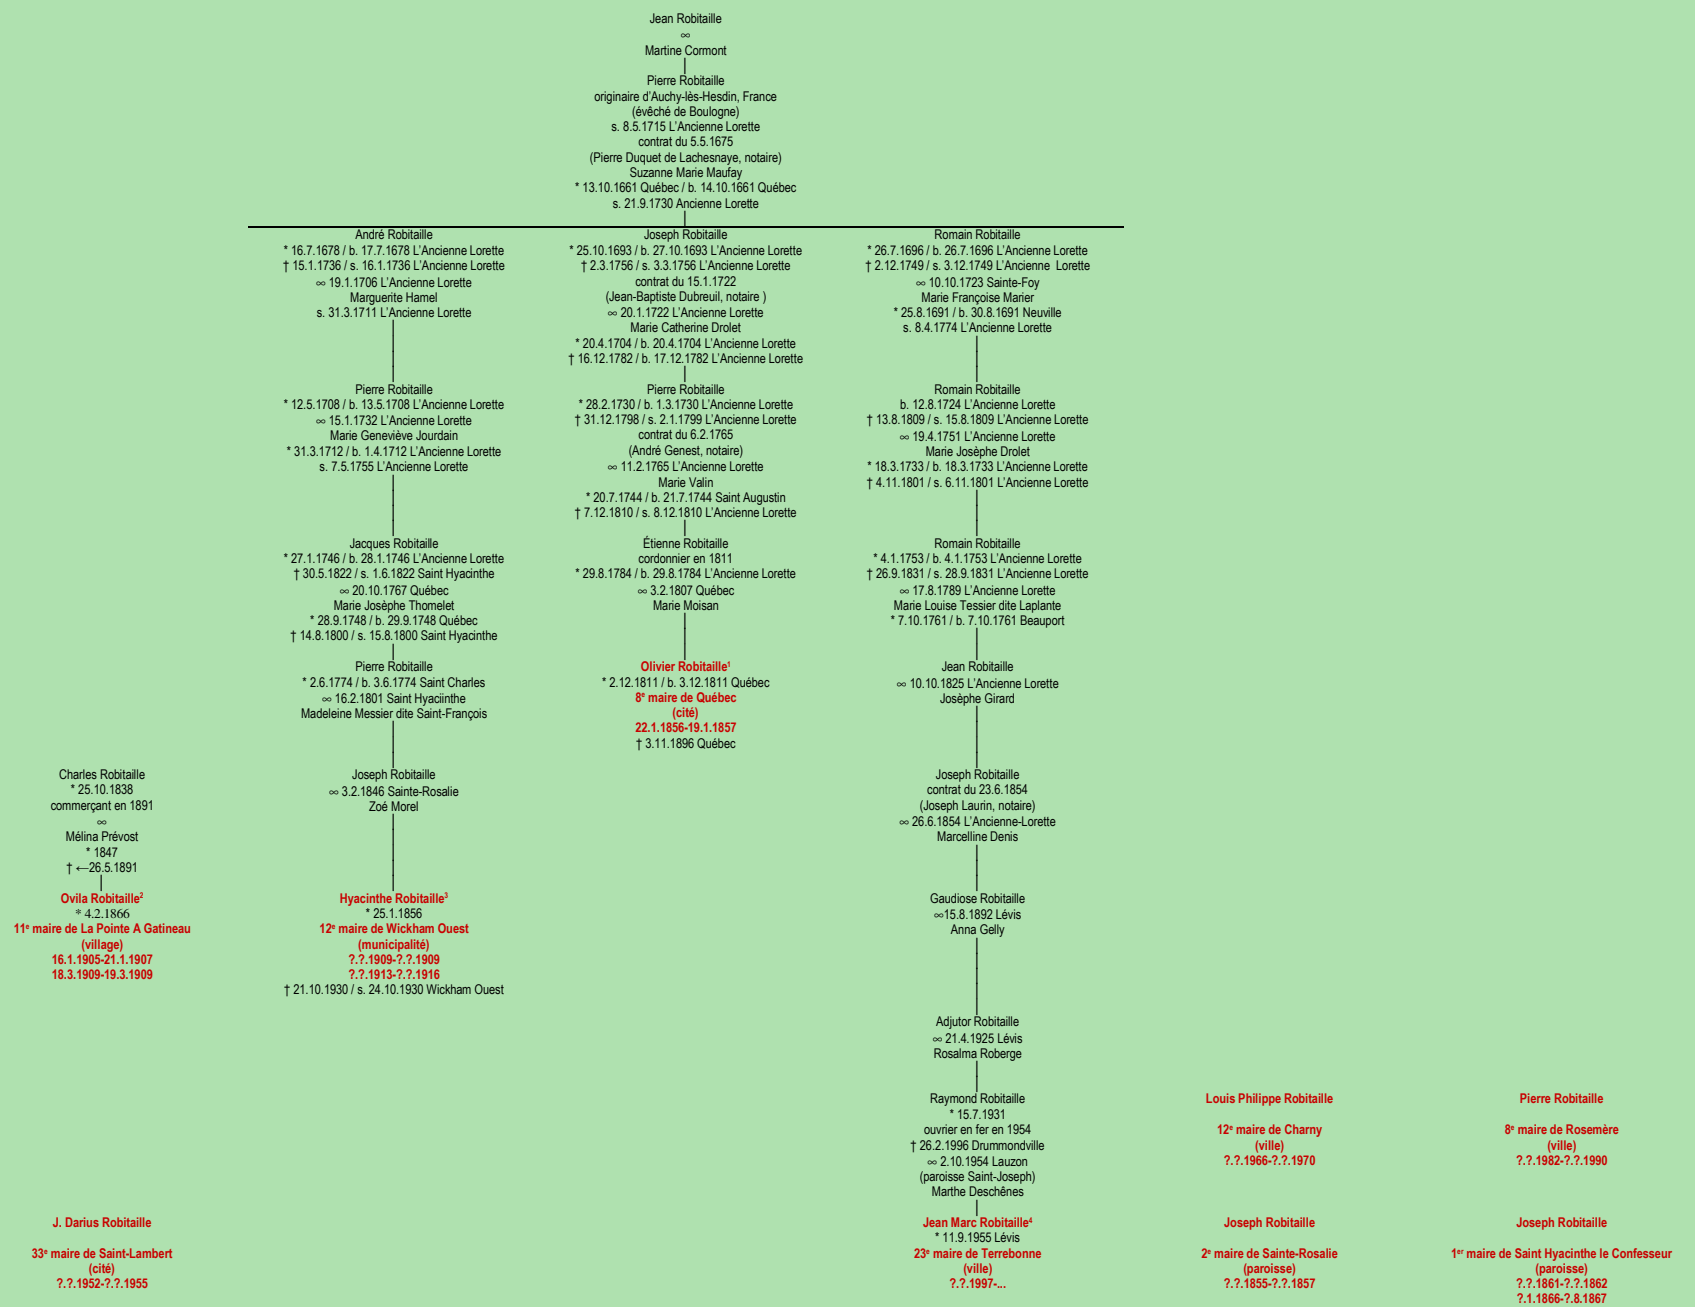 Jean Robitaille
∞
Martine Cormont
Pierre Robitaille
originaire d'Auchy-lès-Hesdin, France
(évêché de Boulogne)
s. 8.5.1715 L'Ancienne Lorette
contrat du 5.5.1675
(Pierre Duquet de Lachesnaye, notaire)
Suzanne Marie Maufay
* 13.10.1661 Québec / b. 14.10.1661 Québec
s. 21.9.1730 Ancienne Lorette
André Robitaille
* 16.7.1678 / b. 17.7.1678 L'Ancienne Lorette
† 15.1.1736 / s. 16.1.1736 L'Ancienne Lorette
∞ 19.1.1706 L'Ancienne Lorette
Marguerite Hamel
s. 31.3.1711 L'Ancienne Lorette
Joseph Robitaille
* 25.10.1693 / b. 27.10.1693 L'Ancienne Lorette
† 2.3.1756 / s. 3.3.1756 L'Ancienne Lorette
contrat du 15.1.1722
(Jean-Baptiste Dubreuil, notaire )
∞ 20.1.1722 L'Ancienne Lorette
Marie Catherine Drolet
* 20.4.1704 / b. 20.4.1704 L'Ancienne Lorette
† 16.12.1782 / b. 17.12.1782 L'Ancienne Lorette
Romain Robitaille
* 26.7.1696 / b. 26.7.1696 L'Ancienne Lorette
† 2.12.1749 / s. 3.12.1749 L'Ancienne Lorette
∞ 10.10.1723 Sainte-Foy
Marie Françoise Marier
* 25.8.1691 / b. 30.8.1691 Neuville
s. 8.4.1774 L'Ancienne Lorette
Pierre Robitaille
* 12.5.1708 / b. 13.5.1708 L'Ancienne Lorette
∞ 15.1.1732 L'Ancienne Lorette
Marie Geneviève Jourdain
* 31.3.1712 / b. 1.4.1712 L'Ancienne Lorette
s. 7.5.1755 L'Ancienne Lorette
Pierre Robitaille
* 28.2.1730 / b. 1.3.1730 L'Ancienne Lorette
† 31.12.1798 / s. 2.1.1799 L'Ancienne Lorette
contrat du 6.2.1765
(André Genest, notaire)
∞ 11.2.1765 L'Ancienne Lorette
Marie Valin
* 20.7.1744 / b. 21.7.1744 Saint Augustin
† 7.12.1810 / s. 8.12.1810 L'Ancienne Lorette
Romain Robitaille
b. 12.8.1724 L'Ancienne Lorette
† 13.8.1809 / s. 15.8.1809 L'Ancienne Lorette
∞ 19.4.1751 L'Ancienne Lorette
Marie Josèphe Drolet
* 18.3.1733 / b. 18.3.1733 L'Ancienne Lorette
† 4.11.1801 / s. 6.11.1801 L'Ancienne Lorette
Jacques Robitaille
* 27.1.1746 / b. 28.1.1746 L'Ancienne Lorette
† 30.5.1822 / s. 1.6.1822 Saint Hyacinthe
∞ 20.10.1767 Québec
Marie Josèphe Thomelet
* 28.9.1748 / b. 29.9.1748 Québec
† 14.8.1800 / s. 15.8.1800 Saint Hyacinthe
Étienne Robitaille
cordonnier en 1811
* 29.8.1784 / b. 29.8.1784 L'Ancienne Lorette
∞ 3.2.1807 Québec
Marie Moisan
Romain Robitaille
* 4.1.1753 / b. 4.1.1753 L'Ancienne Lorette
† 26.9.1831 / s. 28.9.1831 L'Ancienne Lorette
∞ 17.8.1789 L'Ancienne Lorette
Marie Louise Tessier dite Laplante
* 7.10.1761 / b. 7.10.1761 Beauport
Pierre Robitaille
* 2.6.1774 / b. 3.6.1774 Saint Charles
∞ 16.2.1801 Saint Hyaciinthe
Madeleine Messier dite Saint-François
Olivier Robitaille¹
* 2.12.1811 / b. 3.12.1811 Québec
8e maire de Québec
(cité)
22.1.1856-19.1.1857
† 3.11.1896 Québec
Jean Robitaille
∞ 10.10.1825 L'Ancienne Lorette
Josèphe Girard
Charles Robitaille
* 25.10.1838
commerçant en 1891
∞
Mélina Prévost
* 1847
† ←26.5.1891
Joseph Robitaille
∞ 3.2.1846 Sainte-Rosalie
Zoé Morel
Joseph Robitaille
contrat du 23.6.1854
(Joseph Laurin, notaire)
∞ 26.6.1854 L'Ancienne-Lorette
Marcelline Denis
Ovila Robitaille²
* 4.2.1866
11e maire de La Pointe A Gatineau
(village)
16.1.1905-21.1.1907
18.3.1909-19.3.1909
Hyacinthe Robitaille³
* 25.1.1856
12e maire de Wickham Ouest
(municipalité)
?.?.1909-?.?.1909
?.?.1913-?.?.1916
† 21.10.1930 / s. 24.10.1930 Wickham Ouest
Gaudiose Robitaille
∞15.8.1892 Lévis
Anna Gelly
Adjutor Robitaille
∞ 21.4.1925 Lévis
Rosalma Roberge
Raymond Robitaille
* 15.7.1931
ouvrier en fer en 1954
† 26.2.1996 Drummondville
∞ 2.10.1954 Lauzon
(paroisse Saint-Joseph)
Marthe Deschênes
Louis Philippe Robitaille
12e maire de Charny
(ville)
?.?.1966-?.?.1970
Pierre Robitaille
8e maire de Rosemère
(ville)
?.?.1982-?.?.1990
J. Darius Robitaille
33e maire de Saint-Lambert
(cité)
?.?.1952-?.?.1955
Jean Marc Robitaille⁴
* 11.9.1955 Lévis
23e maire de Terrebonne
(ville)
?.?.1997-...
Joseph Robitaille
2e maire de Sainte-Rosalie
(paroisse)
?.?.1855-?.?.1857
Joseph Robitaille
1er maire de Saint Hyacinthe le Confesseur
(paroisse)
?.?.1861-?.?.1862
?.1.1866-?.8.1867